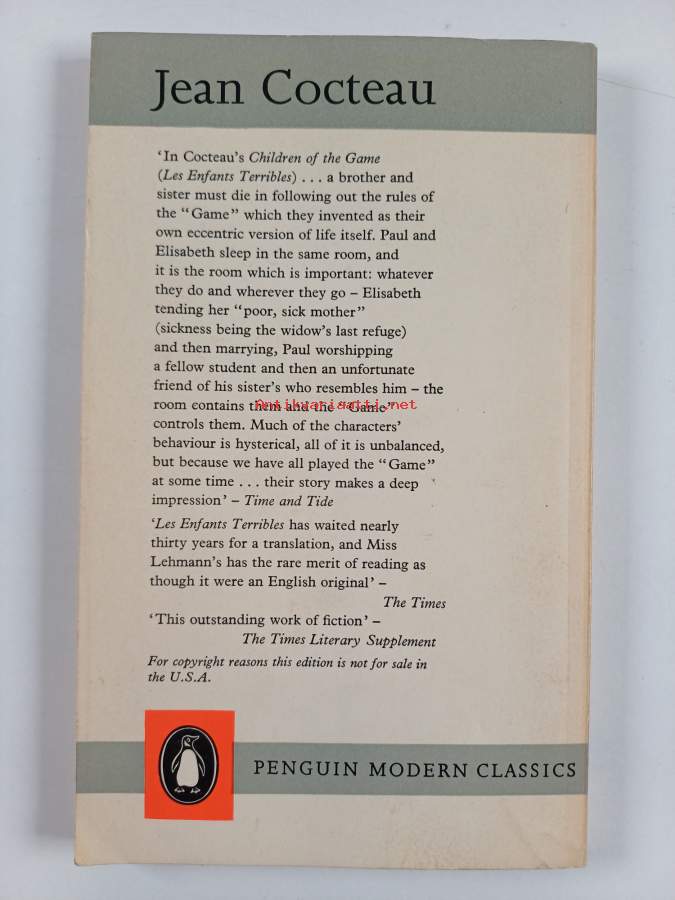 Jean Cocteau
‘In Cocteau's Children of the Game
(Les Enfants Terribles) . . . a brother and
sister must die in following out the rules of
the “Game” which they invented as their
own eccentric version of life itself. Paul and
Elisabeth sleep in the same room, and
it is the room which is important: whatever
they do and wherever they go – Elisabeth
tending her “poor, sick mother”
(sickness being the widow's last refuge)
and then marrying, Paul worshipping
a fellow student and then an unfortunate
friend of his sister's who resembles him – the
room contains them and the “Game”
Antikvariaatti.net
controls them. Much of the characters'
behaviour is hysterical, all of it is unbalanced,
but because we have all played the “Game”
at some time . . . their story makes a deep
impression’ – Time and Tide
‘Les Enfants Terribles has waited nearly
thirty years for a translation, and Miss
Lehmann's has the rare merit of reading as
though it were an English original’ –
The Times
‘This outstanding work of fiction’ –
The Times Literary Supplement
For copyright reasons this edition is not for sale in
the U.S.A.
PENGUIN MODERN CLASSICS